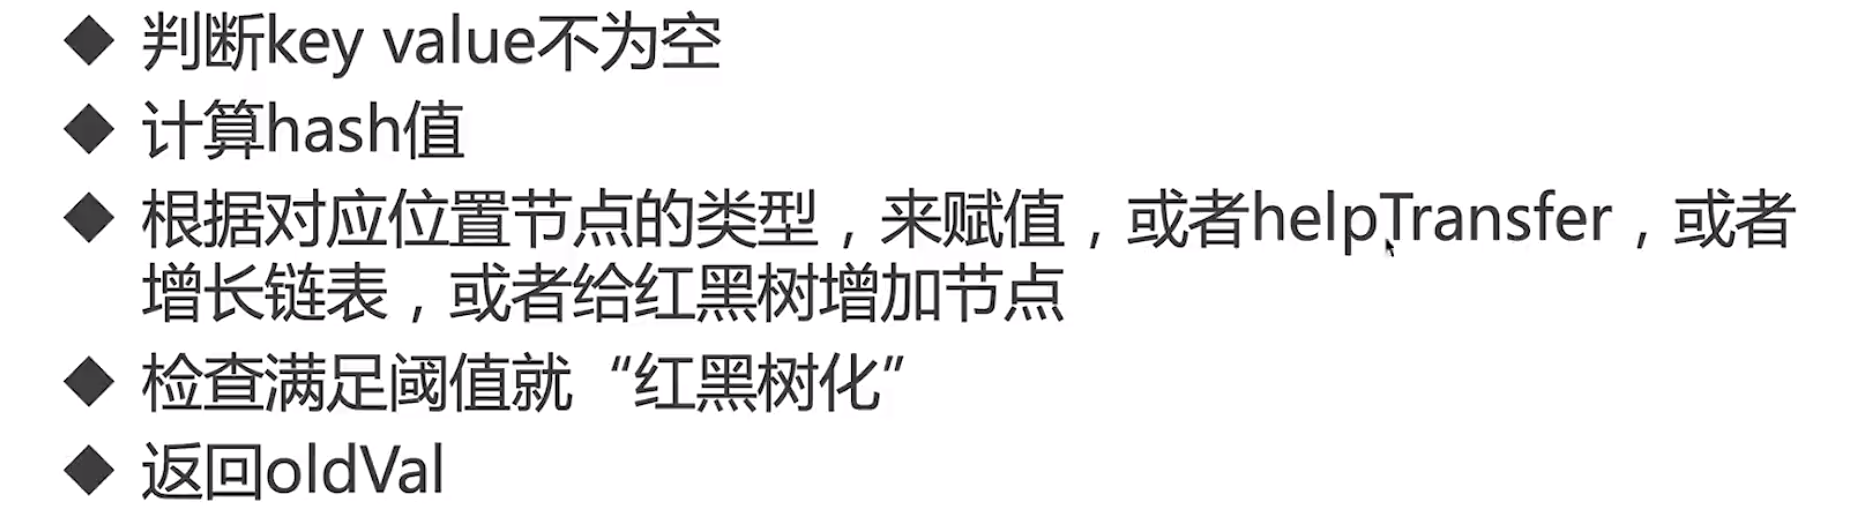 ◆ 判断key value不为空
◆ 计算hash值
◆ 根据对应位置节点的类型，来赋值，或者helpTransfer，或者
增长链表，或者给红黑树增加节点
◆ 检查满足阈值就“红黑树化”
◆ 返回oldVal